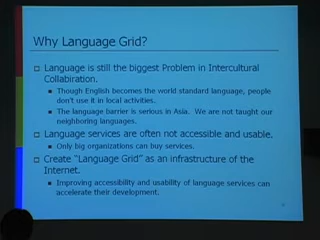 Why Language Grid?
Language is still the biggest Problem in Intercultural
Collabiration.
Though English becomes the world standard language, people
don't use it in local activities.
The language barrier is serious in Asia. We are not taught our
neighboring languages.
Language services are often not accessible and usable.
Only big organizations can buy services.
Create "Language Grid" as an infrastructure of the
Internet.
Improving accessibility and usability of language services can
accelerate their development.